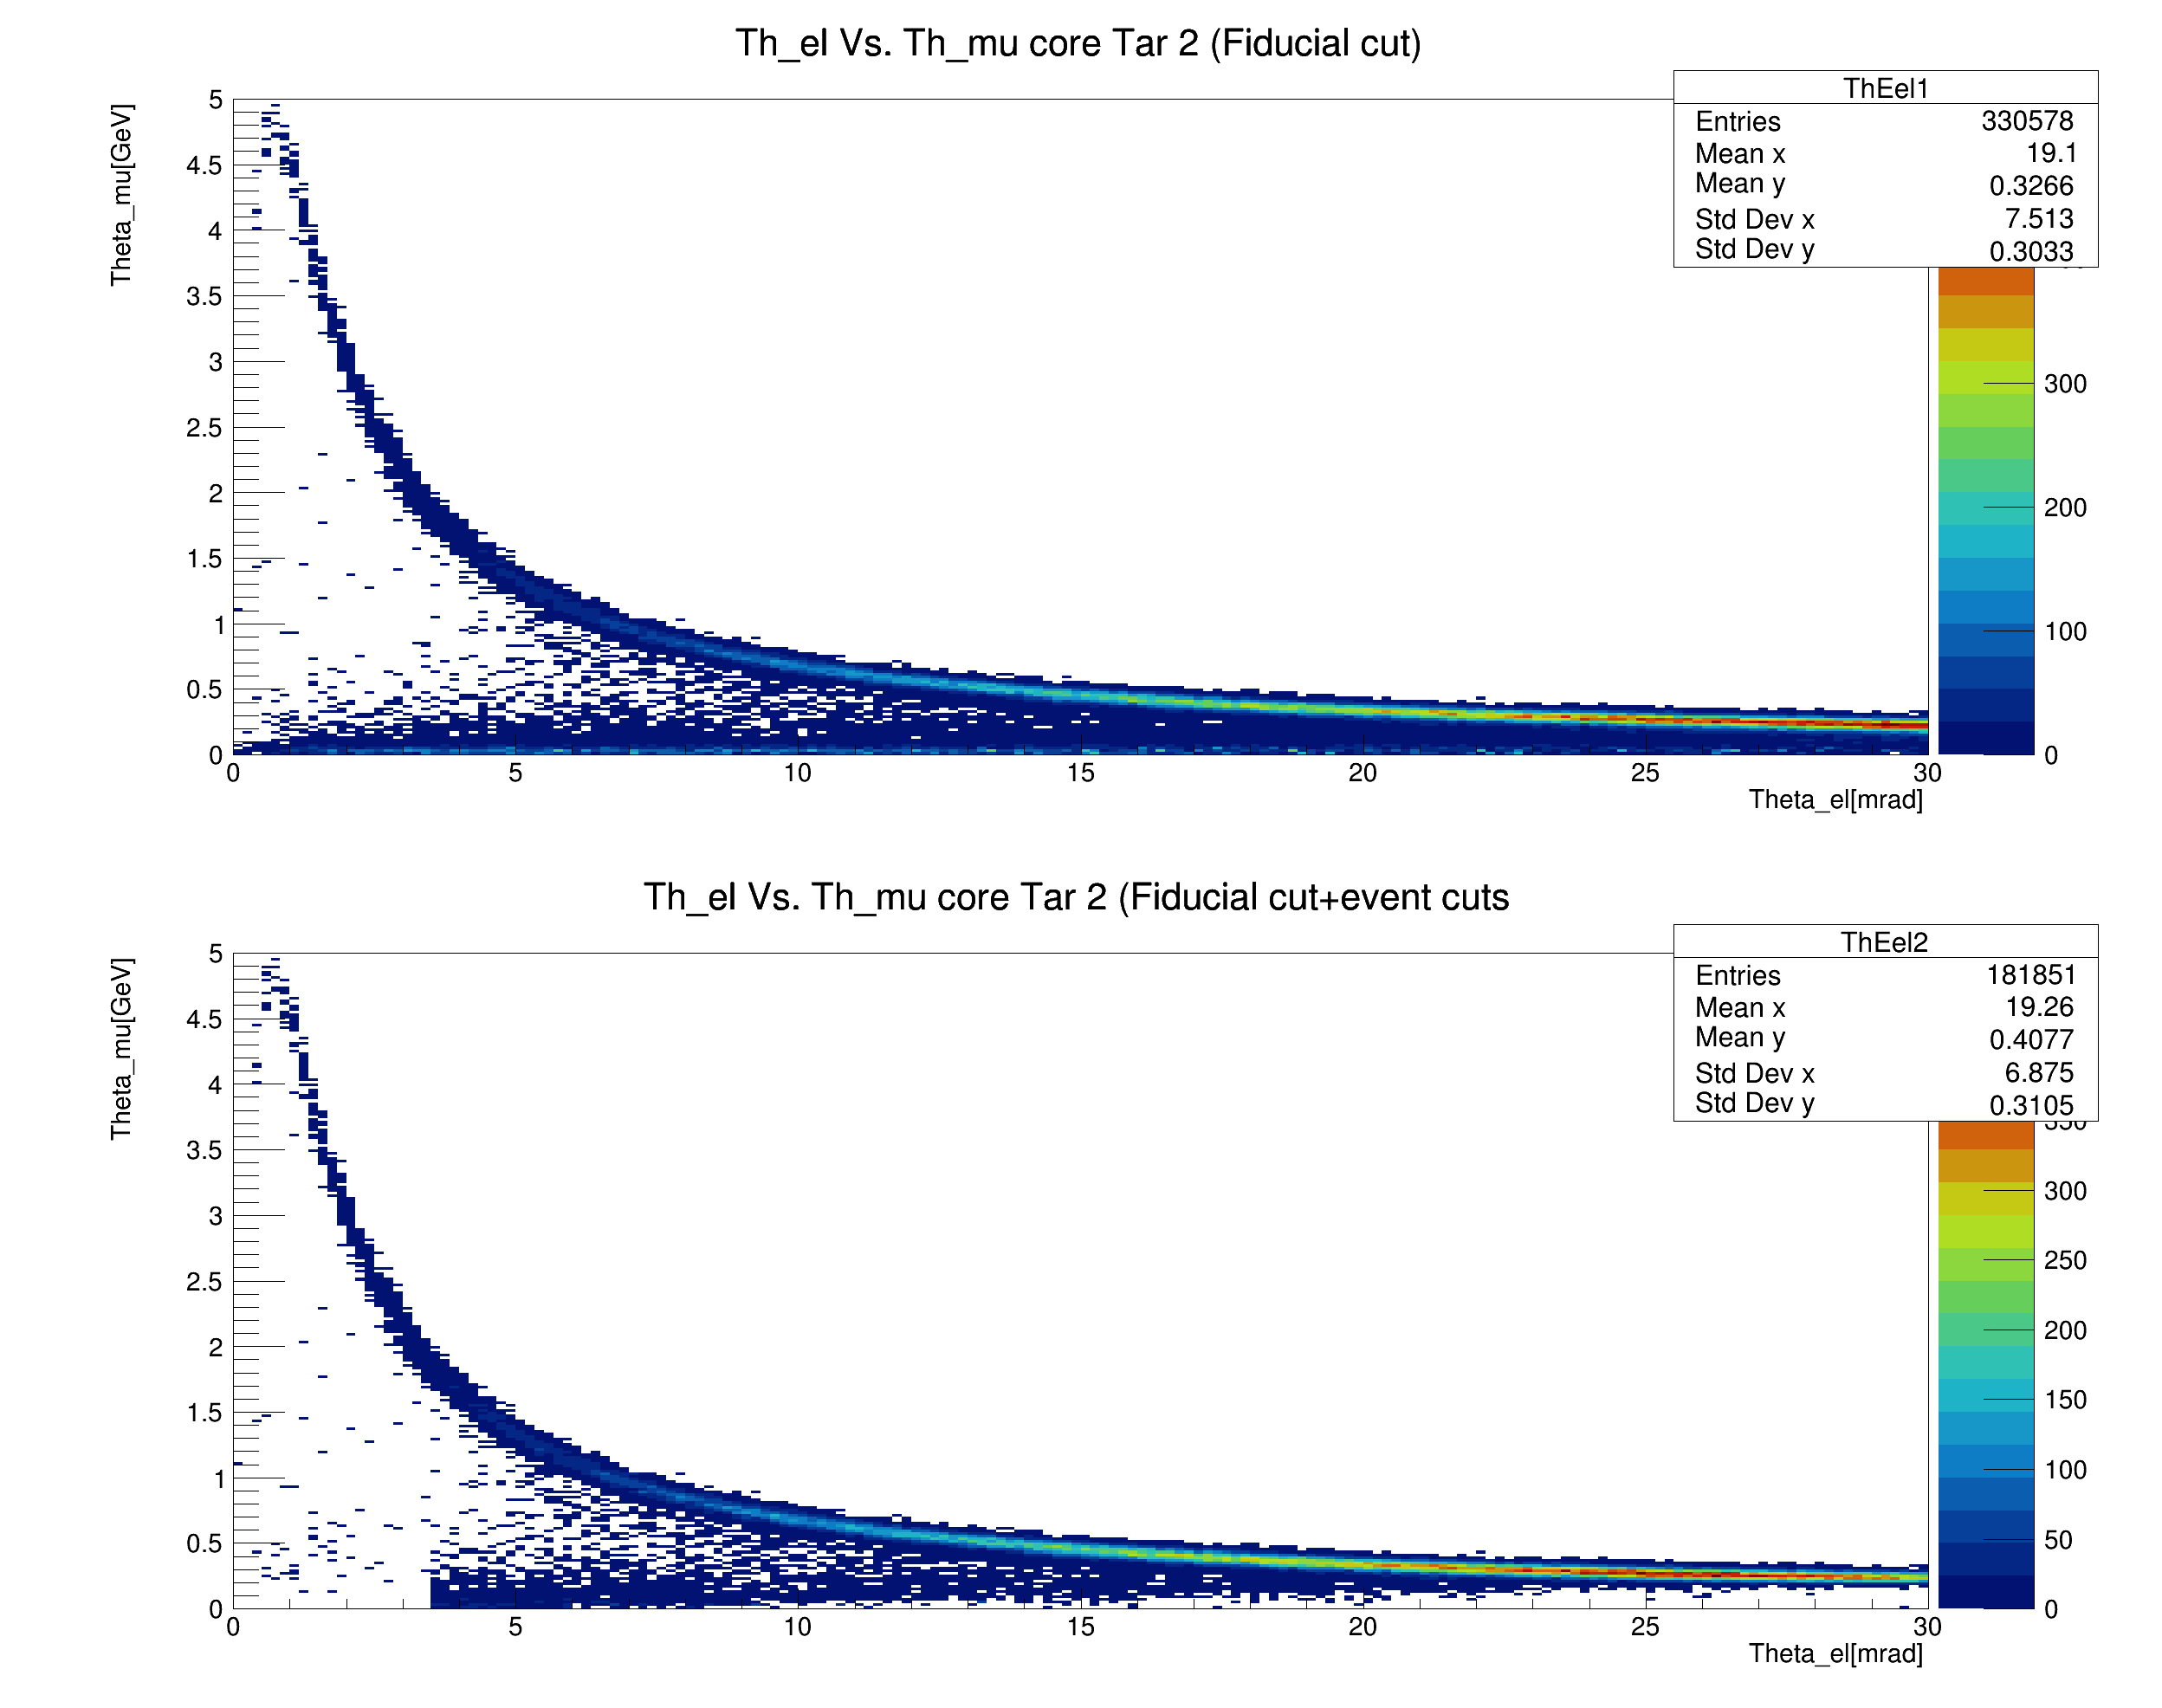 Th_el Vs. Th_mu core Tar 2 (Fiducial cut)
ThEel1
Entries 330578
Mean x 19.1
Mean y 0.3266
Std Dev x 7.513
Std Dev y 0.3033
Theta_mu[GeV]
5
4.5
4
3.5
3
2.5
2
1.5
1
0.5
0
0 5 10 15 20 25 30
Theta_el[mrad]
300
200
100
0
Th_el Vs. Th_mu core Tar 2 (Fiducial cut+event cuts
ThEel2
Entries 181851
Mean x 19.26
Mean y 0.4077
Std Dev x 6.875
Std Dev y 0.3105
Theta_mu[GeV]
5
4.5
4
3.5
3
2.5
2
1.5
1
0.5
0
0 5 10 15 20 25 30
Theta_el[mrad]
350
300
250
200
150
100
50
0